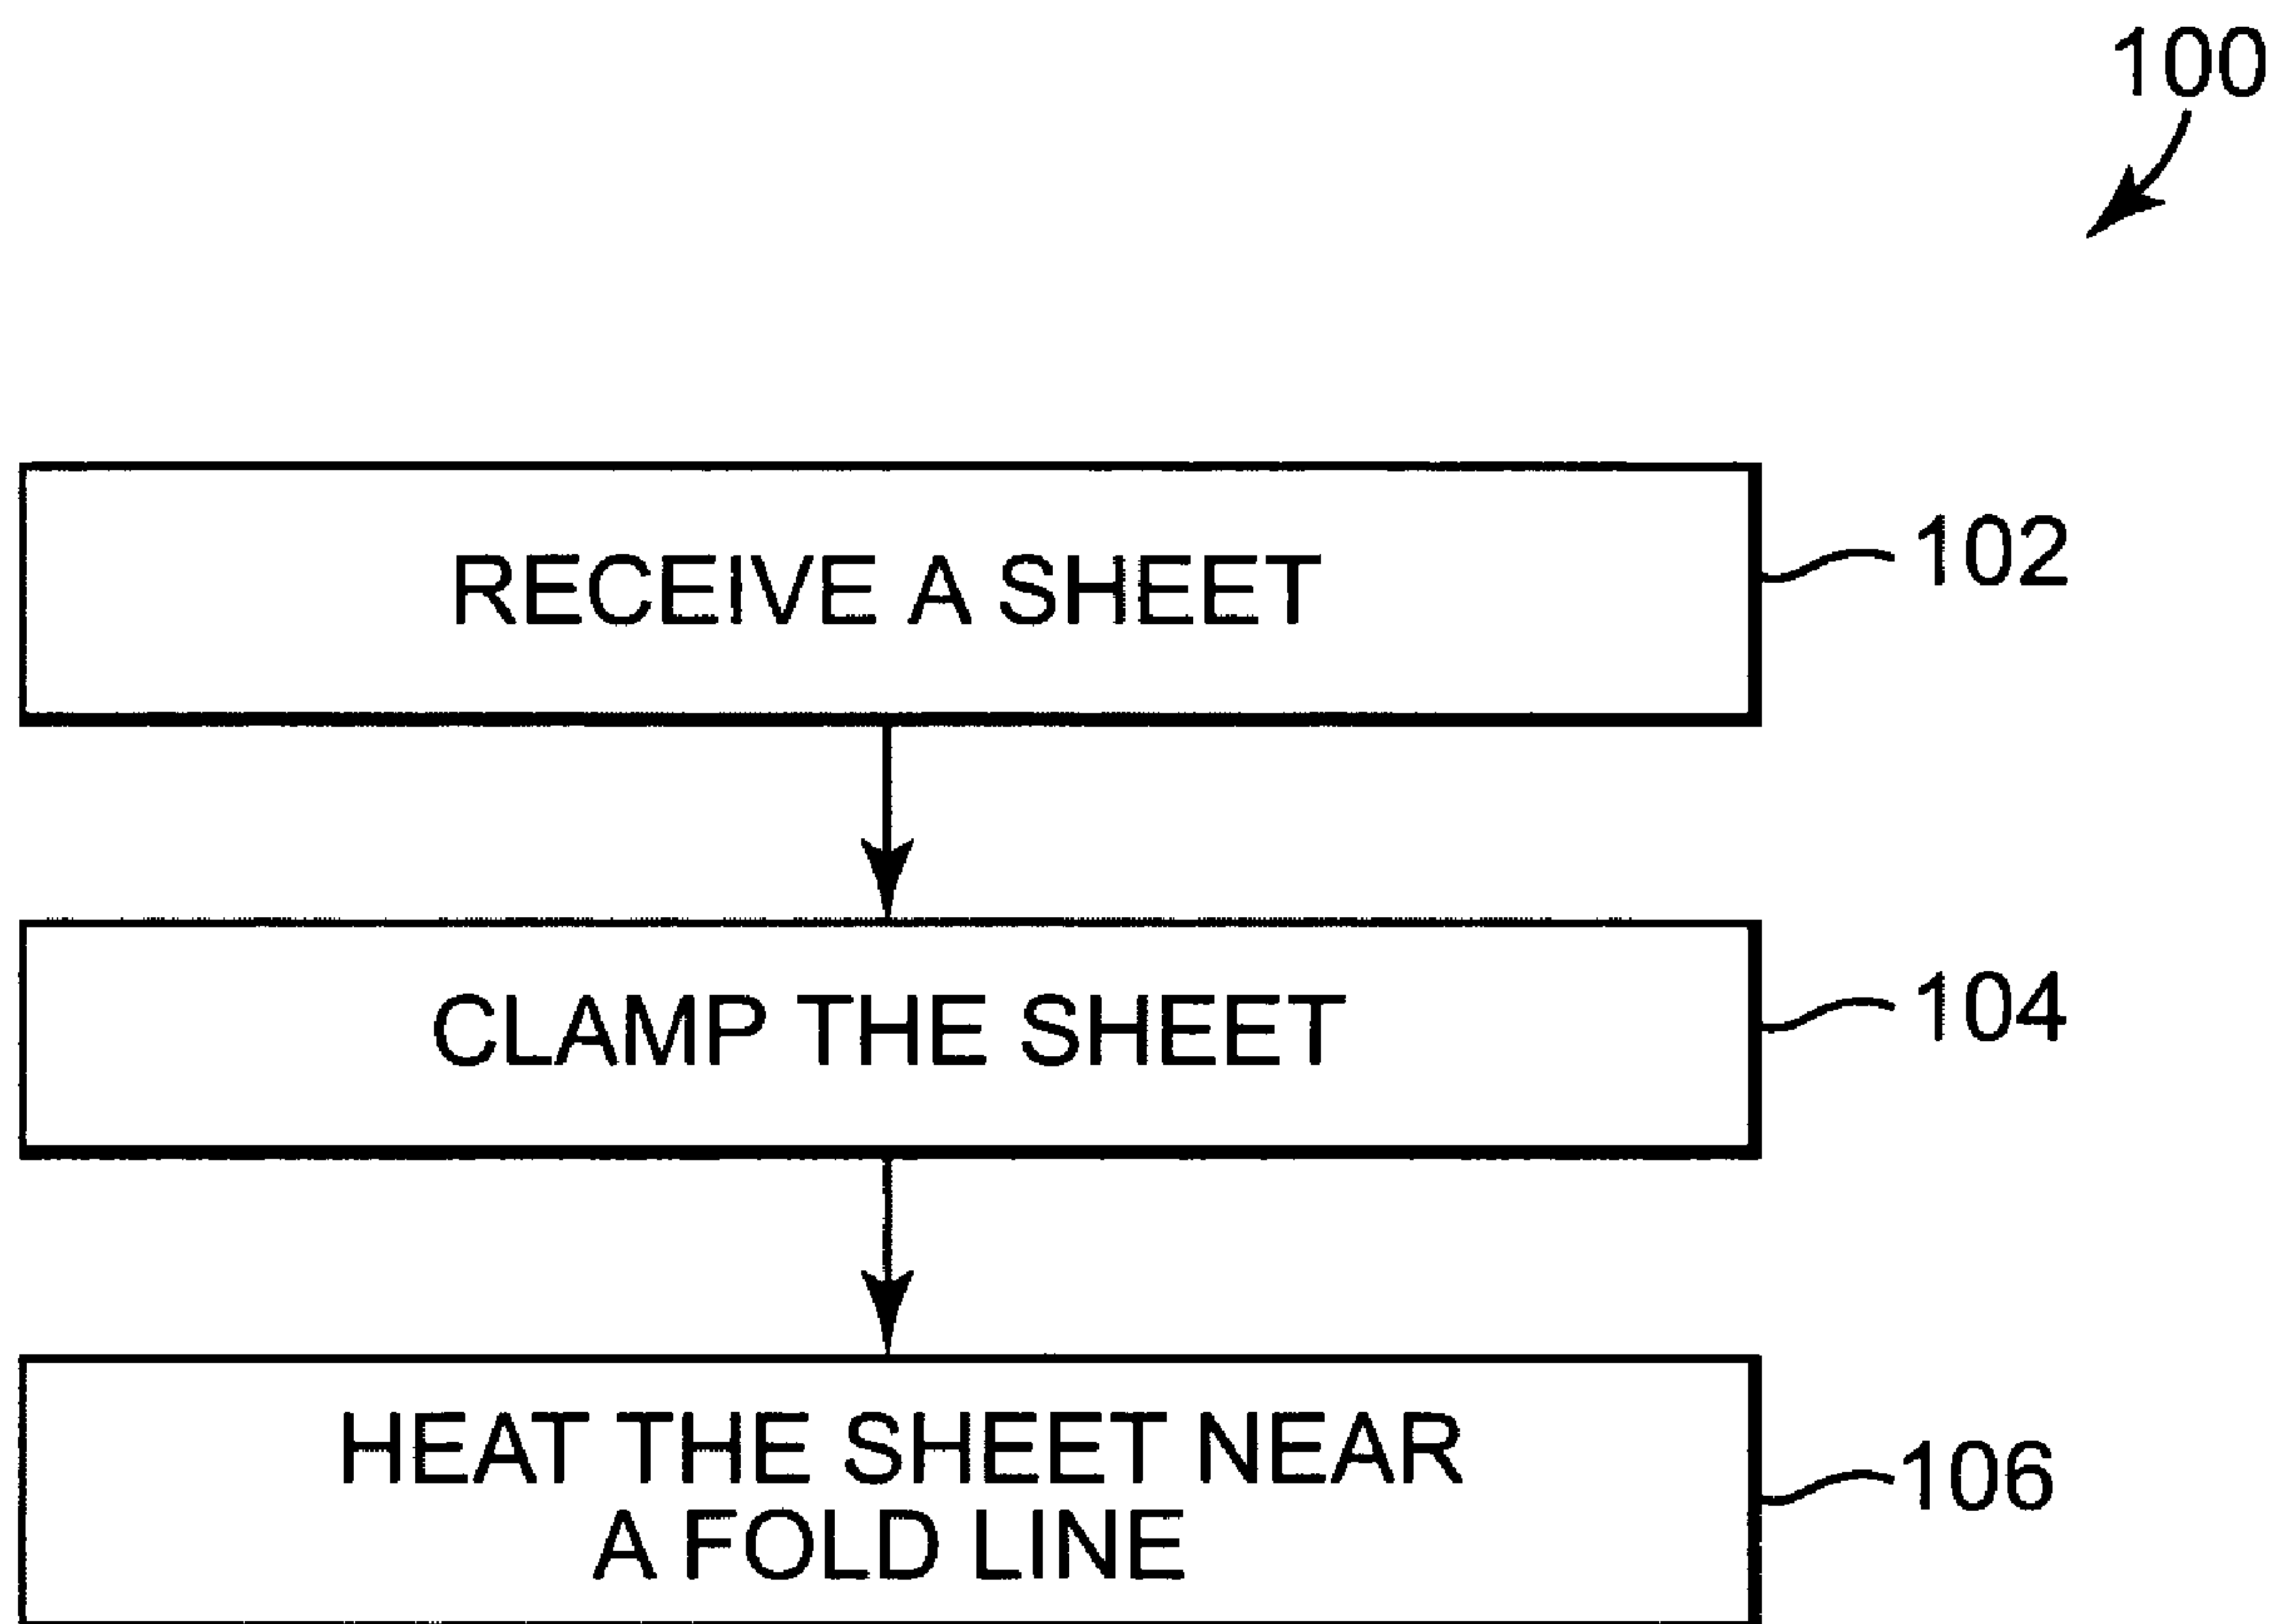 100
RECEIVE A SHEET
102
CLAMP THE SHEET
104
HEAT THE SHEET NEAR
A FOLD LINE
106